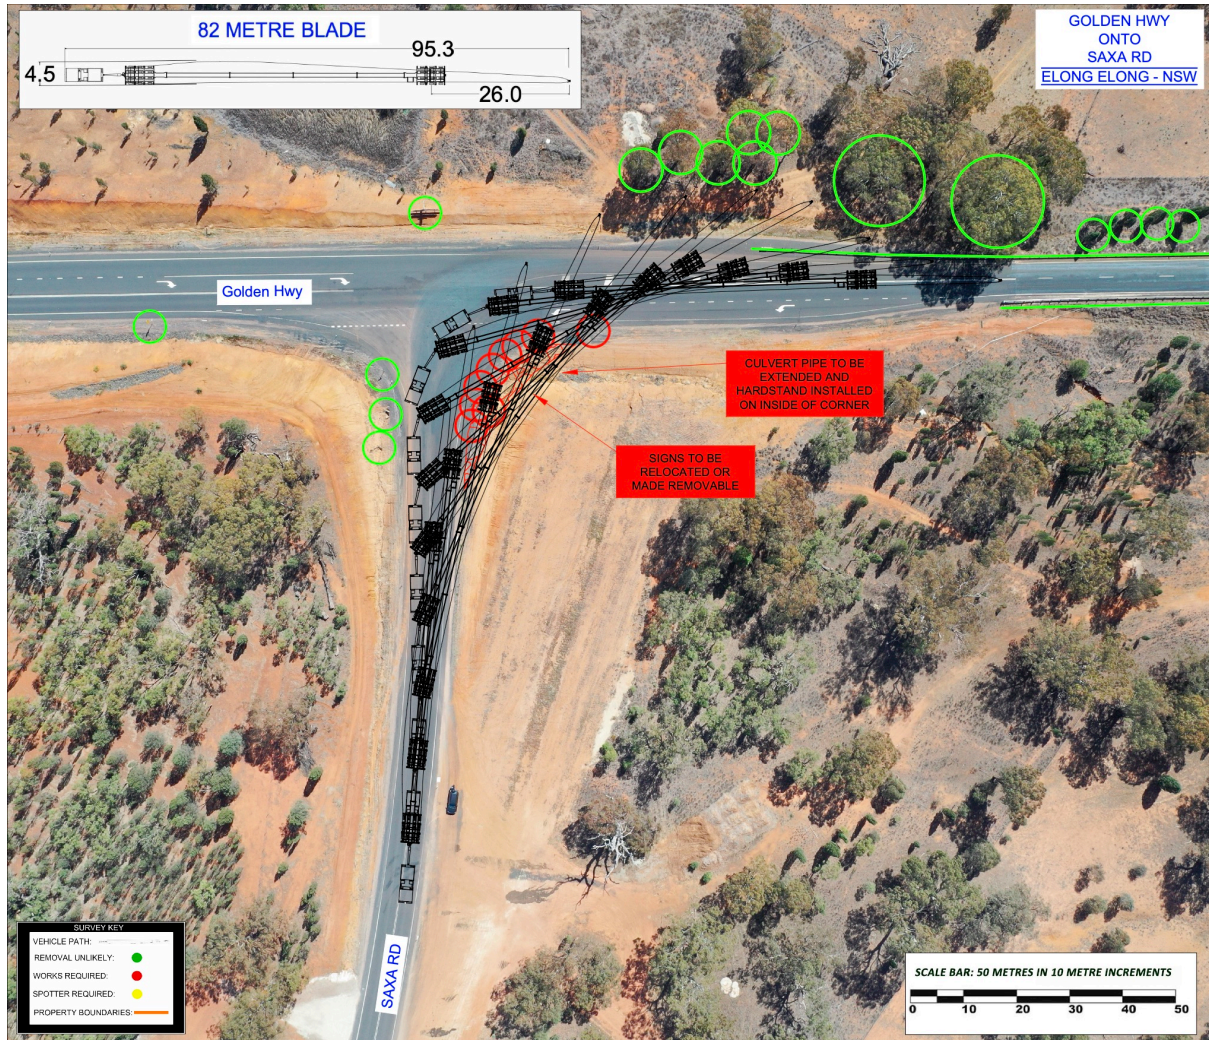 82 METRE BLADE
95.3
4.5
26.0
GOLDEN HWY
ONTO
SAXA RD
ELONG ELONG - NSW
Golden Hwy
CULVERT PIPE TO BE
EXTENDED AND
HARDSTAND INSTALLED
ON INSIDE OF CORNER
SIGNS TO BE
RELOCATED OR
MADE REMOVABLE
SAXA RD
SURVEY KEY
VEHICLE PATH:
REMOVAL UNLIKELY:
WORKS REQUIRED:
SPOTTER REQUIRED:
PROPERTY BOUNDARIES:
SCALE BAR: 50 METRES IN 10 METRE INCREMENTS
0 10 20 30 40 50